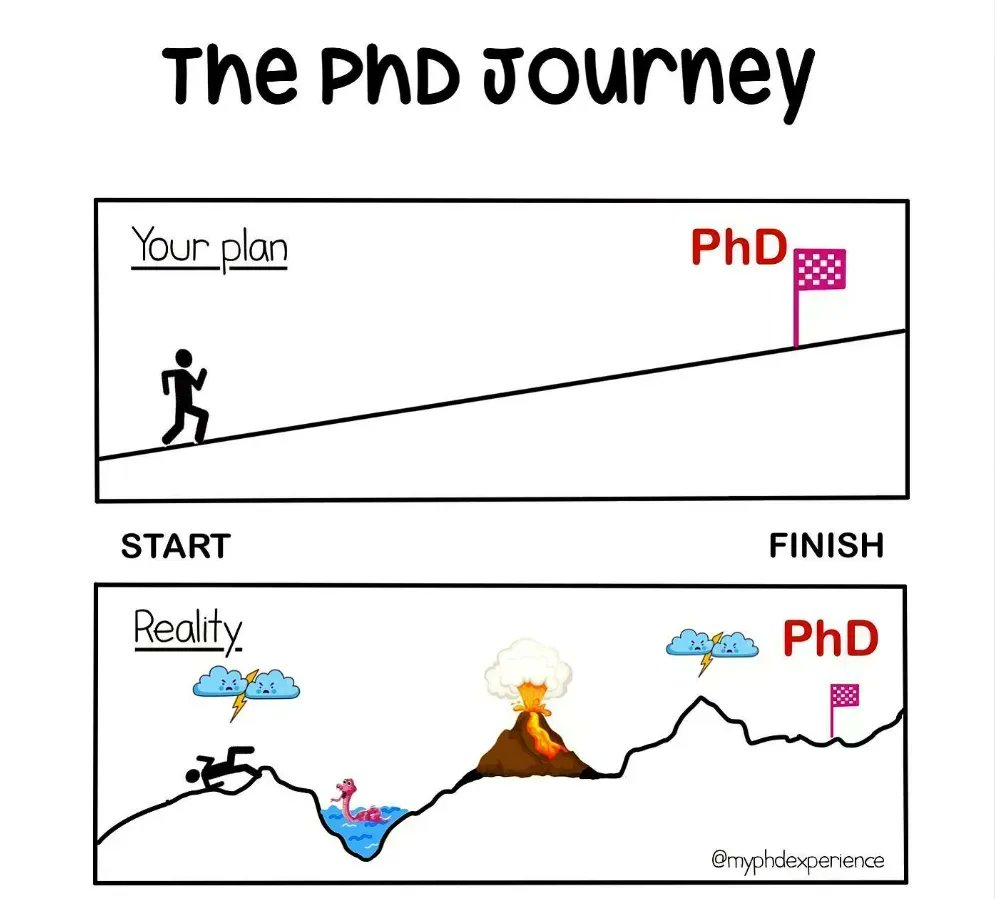 The PhD Journey
Your plan
PhD
START
FINISH
Reality
PhD
@myphdexperience